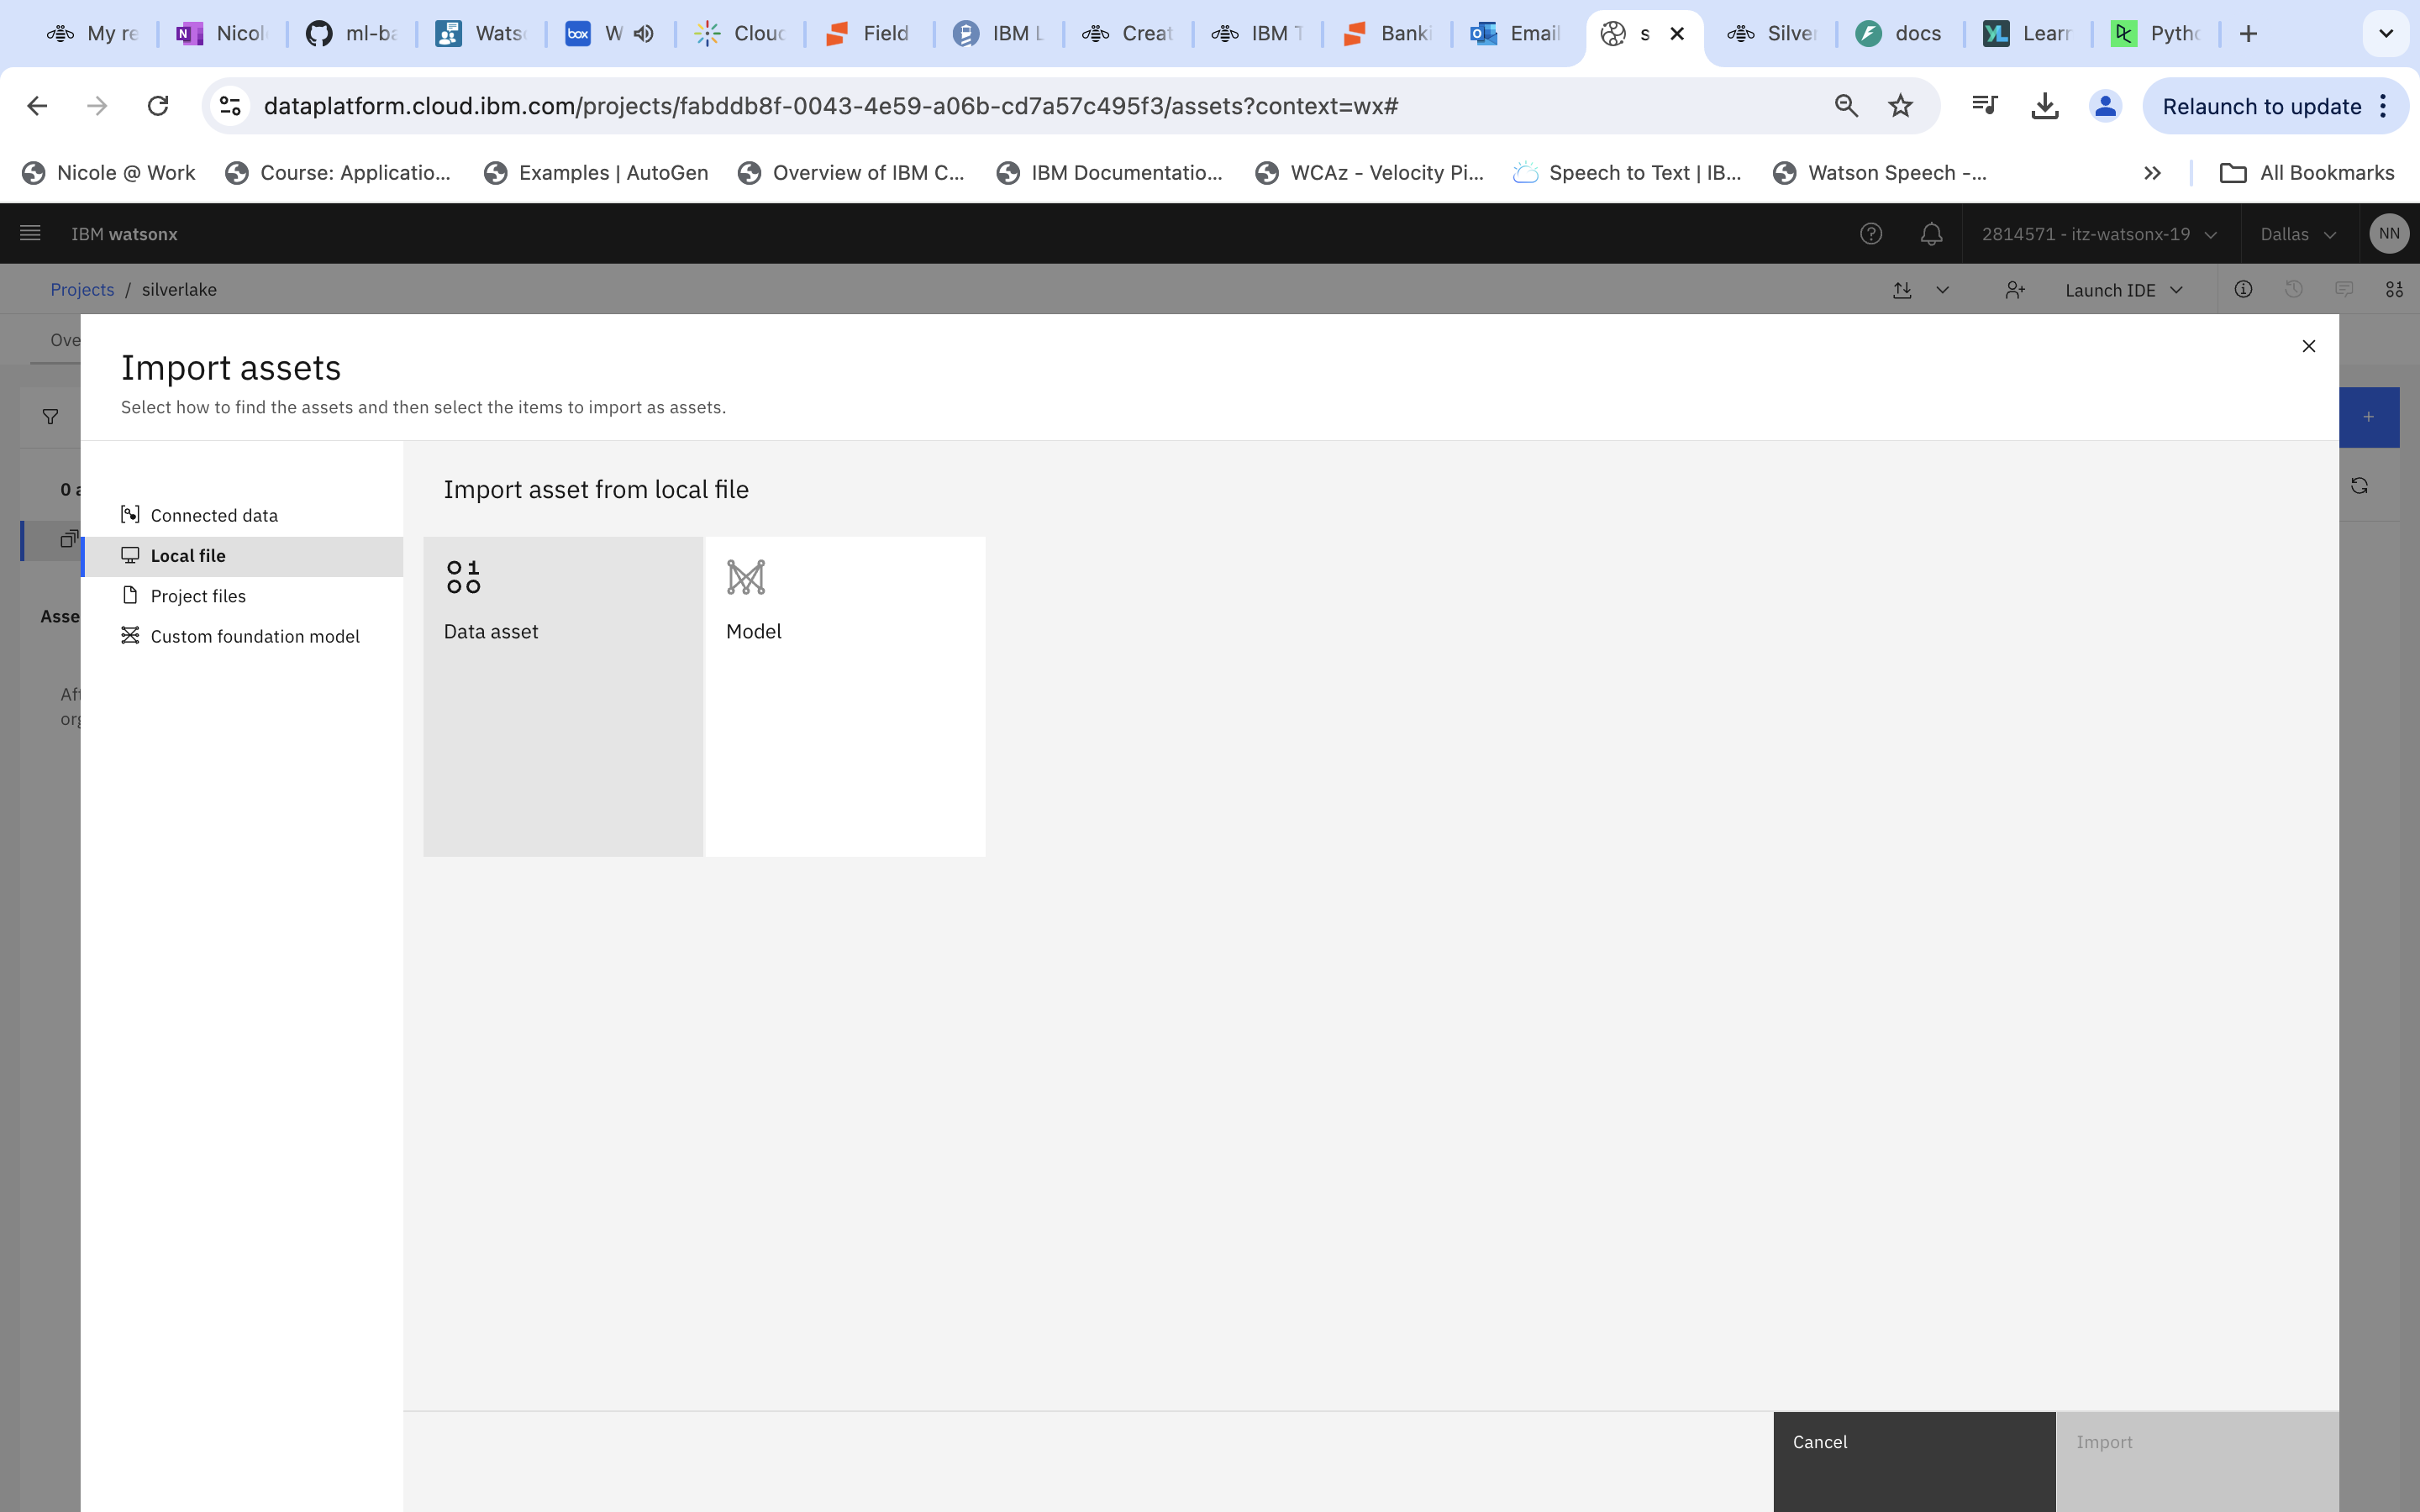 My re
Nicol
ml-ba
Wats
box W
Clouc
Field
IBM L
Creat
IBM T
Banki
Email
s
Silver
docs
YL Learn
Pytho
dataplatform.cloud.ibm.com/projects/fabddb8f-0043-4e59-a06b-cd7a57c495f3/assets?context=wx#
Relaunch to update
Nicole @ Work
Course: Applicatio...
Examples | AutoGen
Overview of IBM C...
IBM Documentatio...
WCAz - Velocity Pi...
Speech to Text | IB...
Watson Speech -...
All Bookmarks
IBM watsonx
2814571 - itz-watsonx-19
Dallas
NN
Projects / silverlake
Launch IDE
Ove
Import assets
Select how to find the assets and then select the items to import as assets.
0 a
Asse
Aft
org
Connected data
Local file
Project files
Custom foundation model
Import asset from local file
Data asset
Model
Cancel
Import